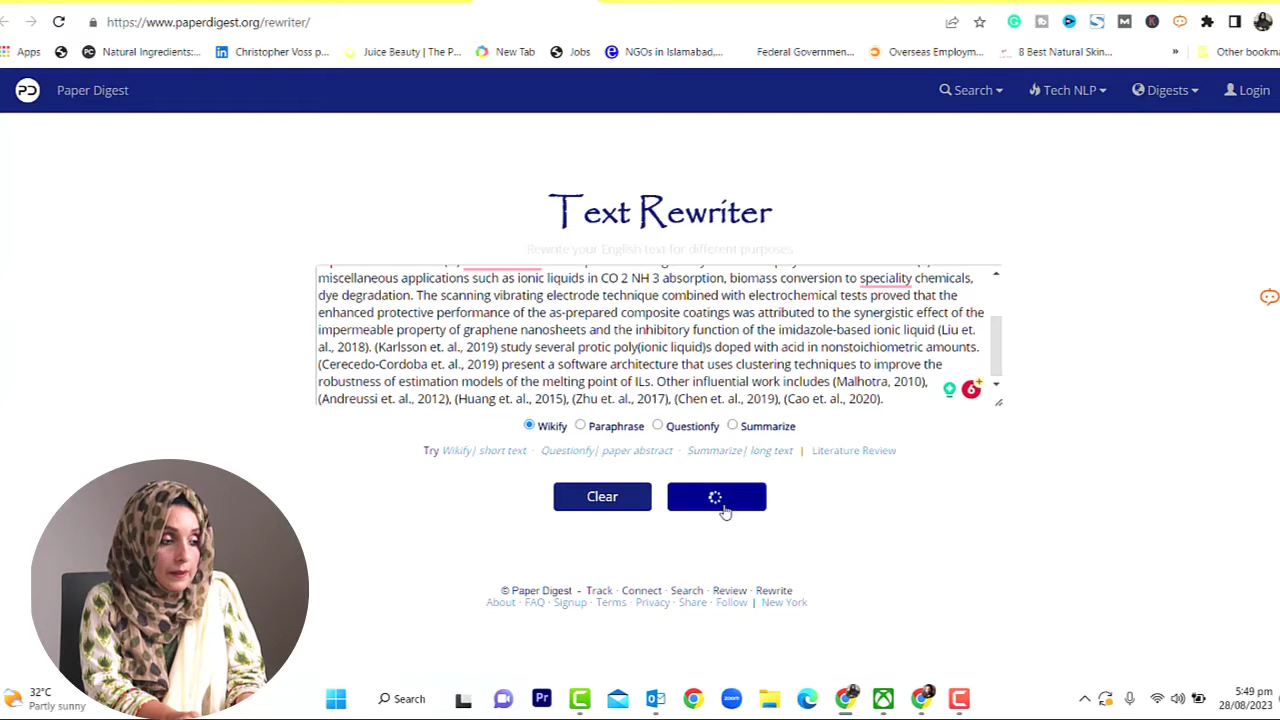 https://www.paperdigest.org/rewriter/
Apps
Natural Ingredients:...
Christopher Voss p...
Juice Beauty | The P...
New Tab
Jobs
NGOs in Islamabad,...
Federal Governmen...
Overseas Employm...
8 Best Natural Skin...
»
Other bookma
PD
Paper Digest
Search
Tech NLP
Digests
Login
Text Rewriter
Rewrite your English text for different purposes
miscellaneous applications such as ionic liquids in CO 2 NH 3 absorption, biomass conversion to speciality chemicals,
dye degradation. The scanning vibrating electrode technique combined with electrochemical tests proved that the
enhanced protective performance of the as-prepared composite coatings was attributed to the synergistic effect of the
impermeable property of graphene nanosheets and the inhibitory function of the imidazole-based ionic liquid (Liu et.
al., 2018). (Karlsson et. al., 2019) study several protic poly(ionic liquid)s doped with acid in nonstoichiometric amounts.
(Cerecedo-Cordoba et. al., 2019) present a software architecture that uses clustering techniques to improve the
robustness of estimation models of the melting point of ILs. Other influential work includes (Malhotra, 2010),
(Andreussi et. al., 2012), (Huang et. al., 2015), (Zhu et. al., 2017), (Chen et. al., 2019), (Cao et. al., 2020).
6
Wikify Paraphrase Questionfy Summarize
Try Wikify| short text Questionfy| paper abstract Summarize| long text | Literature Review
Clear
© Paper Digest - Track · Connect · Search · Review · Rewrite
About · FAQ · Signup · Terms · Privacy · Share · Follow | New York
32°C
Partly sunny
Search
Pr
zoom
5:49 pm
28/08/2023